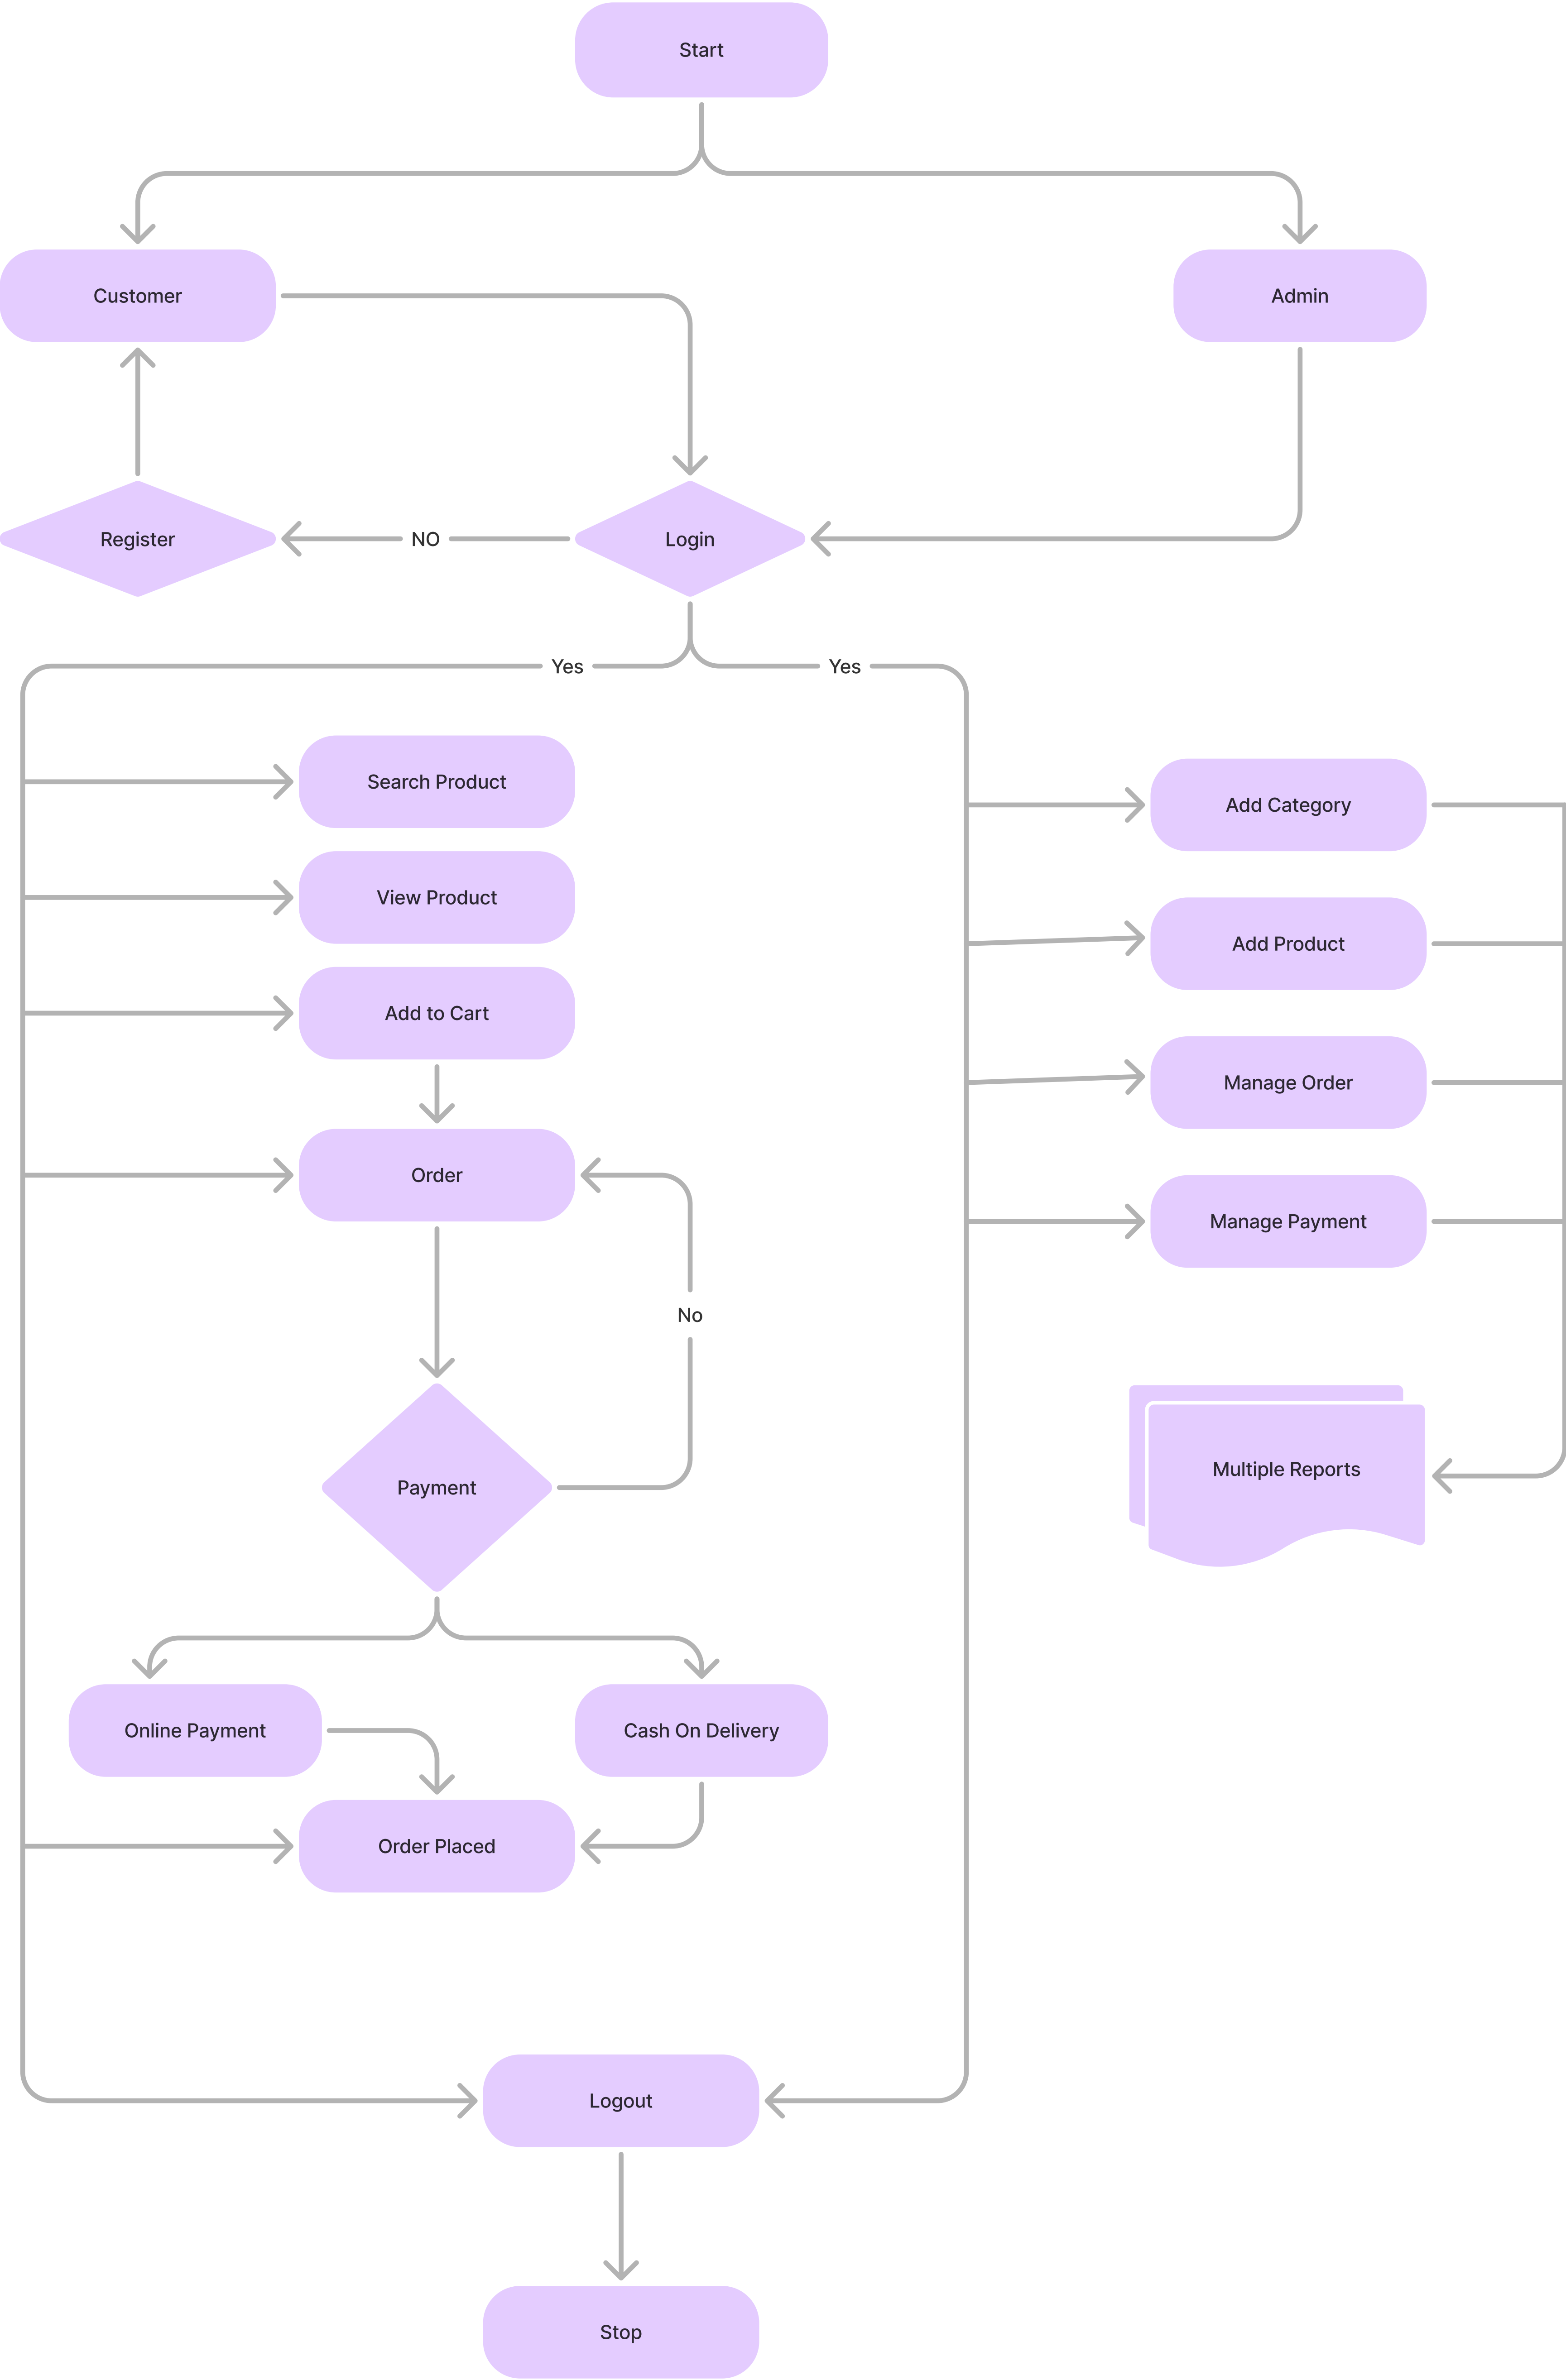 Start
Customer
Admin
Register
NO
Login
Yes
Yes
Search Product
Add Category
View Product
Add Product
Add to Cart
Manage Order
Order
Manage Payment
No
Payment
Multiple Reports
Online Payment
Cash On Delivery
Order Placed
Logout
Stop